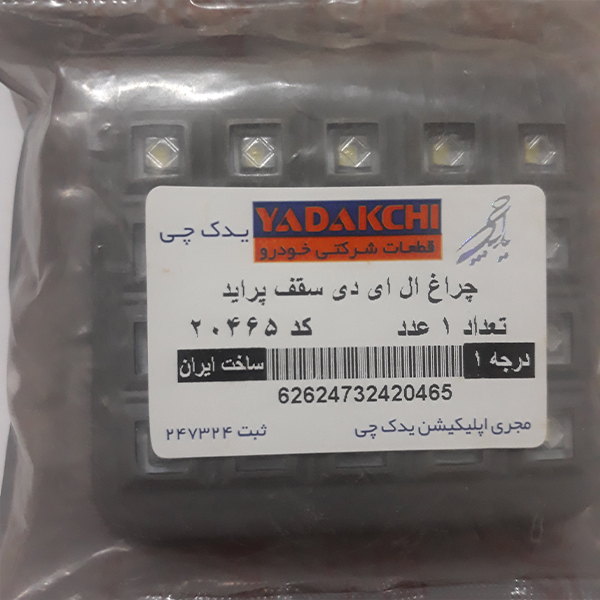 YADAKCHI یدک چی
قطعات شرکتی خودرو
چراغ ال ای دی سقف پراید
تعداد ۱ عدد کد ۲۰۴۶۵
درجه ۱ ساخت ایران
62624732420465
مجری اپلیکیشن یدک چی ثبت ۲۴۷۳۲۴